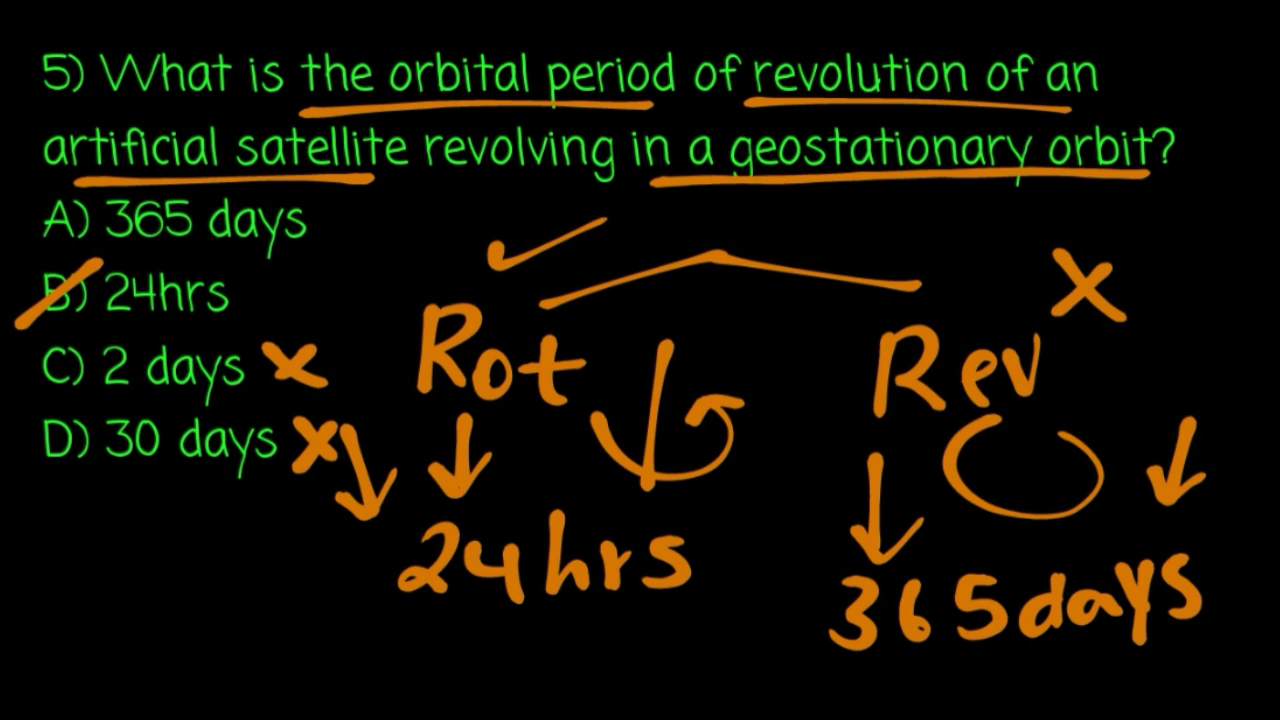 5) What is the orbital period of revolution of an
artificial satellite revolving in a geostationary orbit?
A) 365 days
B) 24hrs
C) 2 days
D) 30 days
Rot
Rev
24hrs
365days